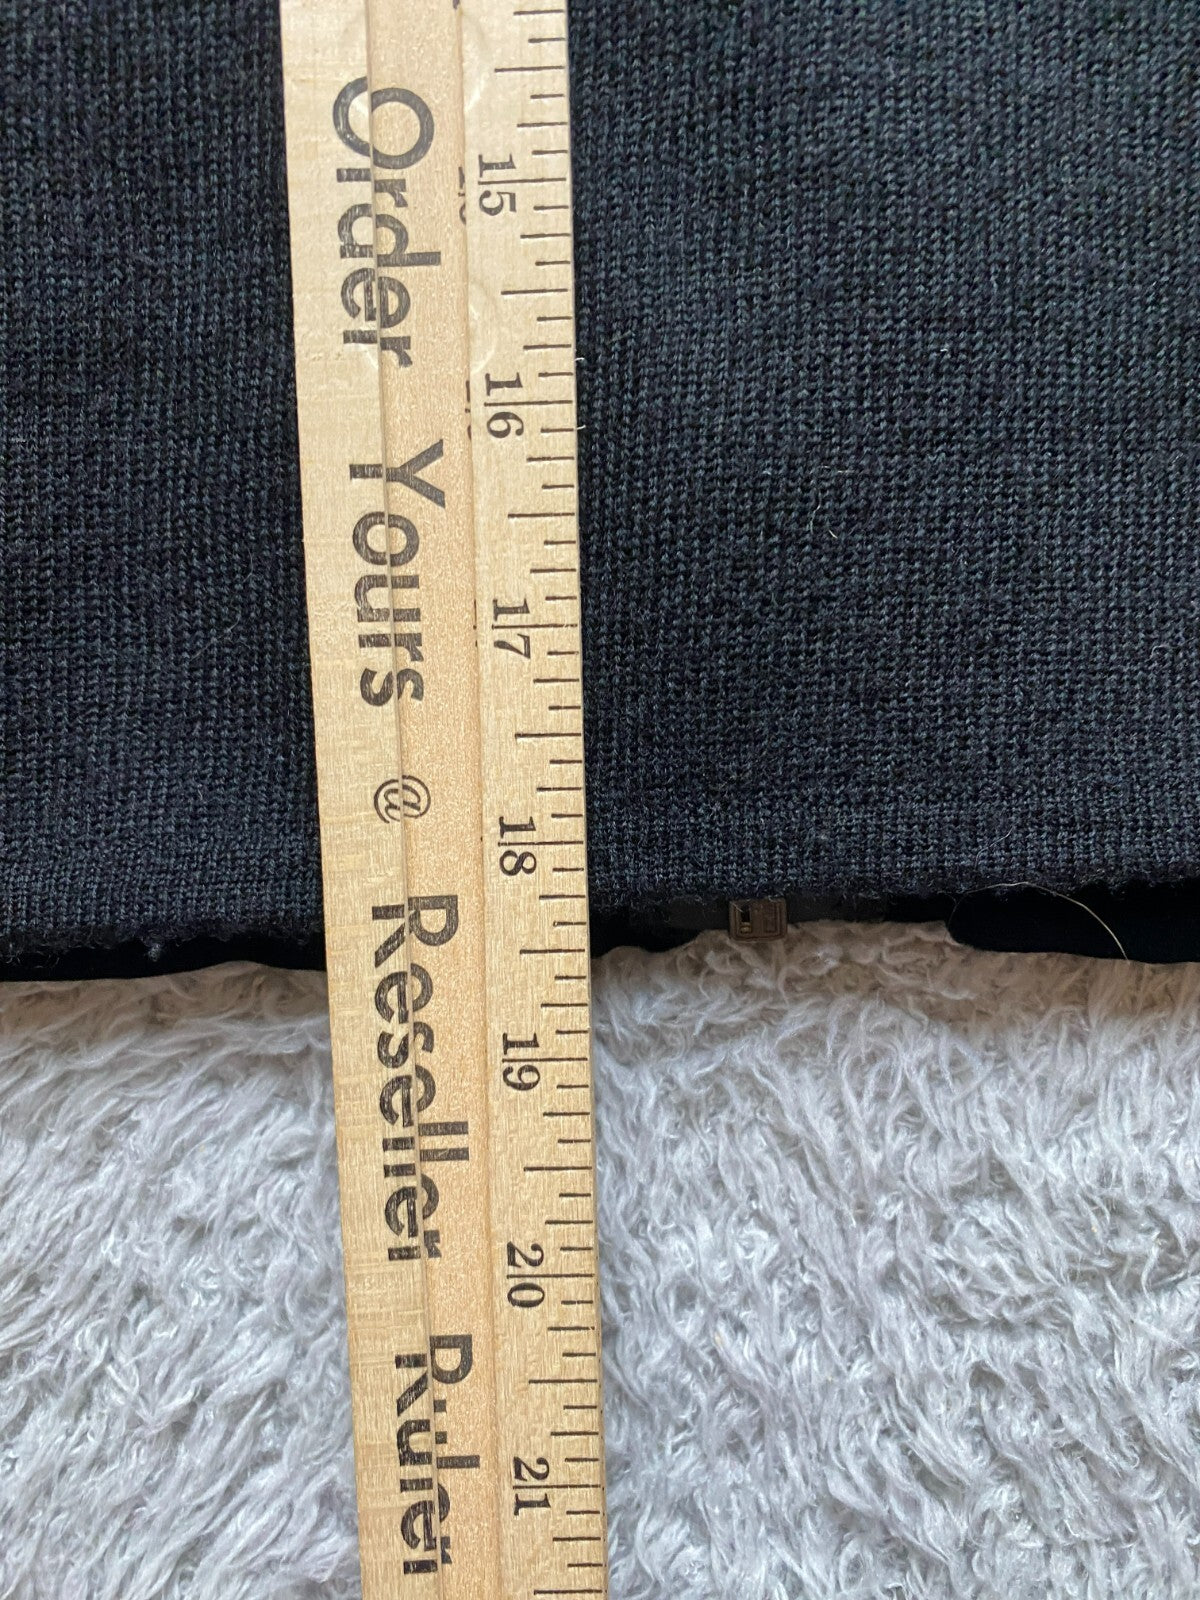 Order Yours @ Reseller Ruler
15 16 17 18 19 20 21